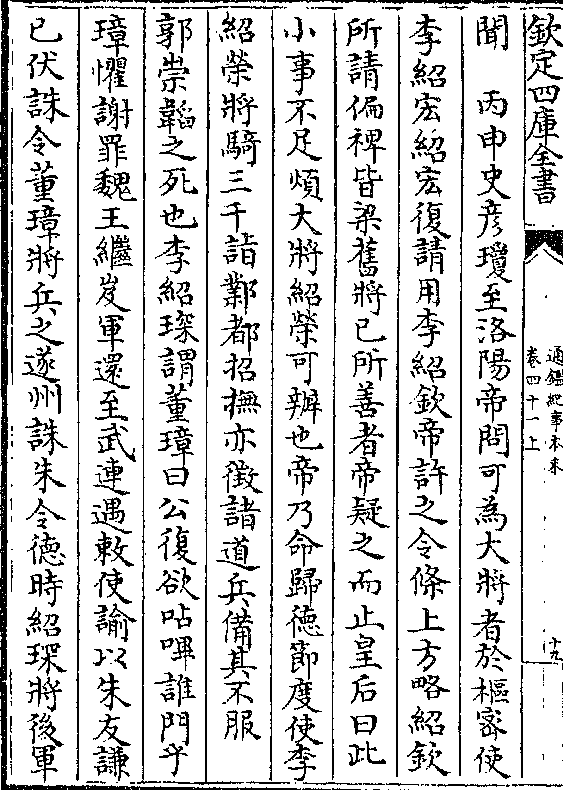 欽定四庫全書
通鑑紀事本末
卷四十一上
十九
聞　丙申史彦瓊至洛陽帝問可為大將者於樞宻使
李紹宏紹宏復請用李紹欽帝許之令條上方略紹欽
所請偏裨皆梁舊將已所善者帝疑之而止皇后曰此
小事不足煩大將紹榮可辦也帝乃命歸徳節度使李
紹榮將騎三千詣鄴都招撫亦徴諸道兵備其不服
郭崇韜之死也李紹琛謂董璋曰公復欲呫嗶誰門乎
璋懼謝罪魏王繼岌軍還至武連遇敕使諭以朱友謙
已伏誅令董璋將兵之遂州誅朱令徳時紹琛將後軍